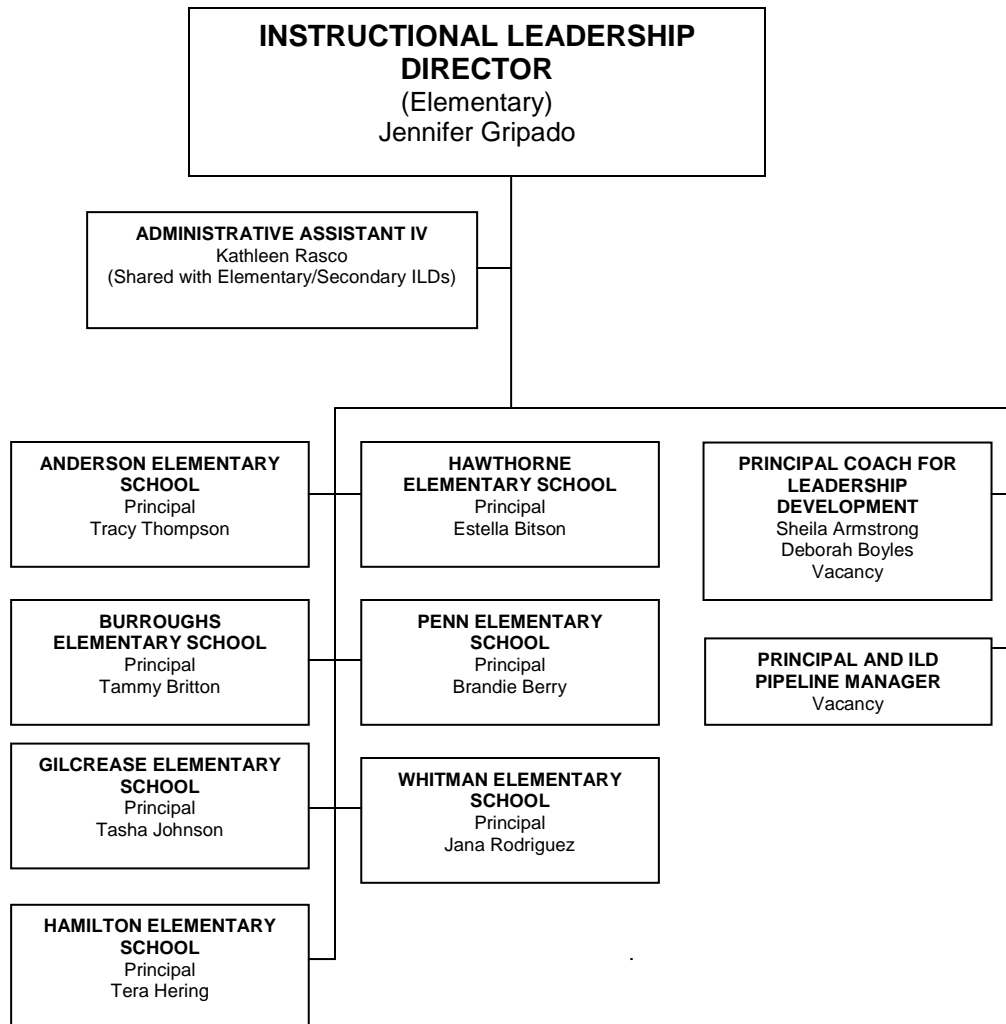 INSTRUCTIONAL LEADERSHIP
DIRECTOR
(Elementary)
Jennifer Gripado
ADMINISTRATIVE ASSISTANT IV
Kathleen Rasco
(Shared with Elementary/Secondary ILDs)
ANDERSON ELEMENTARY
SCHOOL
Principal
Tracy Thompson
HAWTHORNE
ELEMENTARY SCHOOL
Principal
Estella Bitson
PRINCIPAL COACH FOR
LEADERSHIP
DEVELOPMENT
Sheila Armstrong
Deborah Boyles
Vacancy
BURROUGHS
ELEMENTARY SCHOOL
Principal
Tammy Britton
PENN ELEMENTARY
SCHOOL
Principal
Brandie Berry
PRINCIPAL AND ILD
PIPELINE MANAGER
Vacancy
GILCREASE ELEMENTARY
SCHOOL
Principal
Tasha Johnson
WHITMAN ELEMENTARY
SCHOOL
Principal
Jana Rodriguez
HAMILTON ELEMENTARY
SCHOOL
Principal
Tera Hering
.